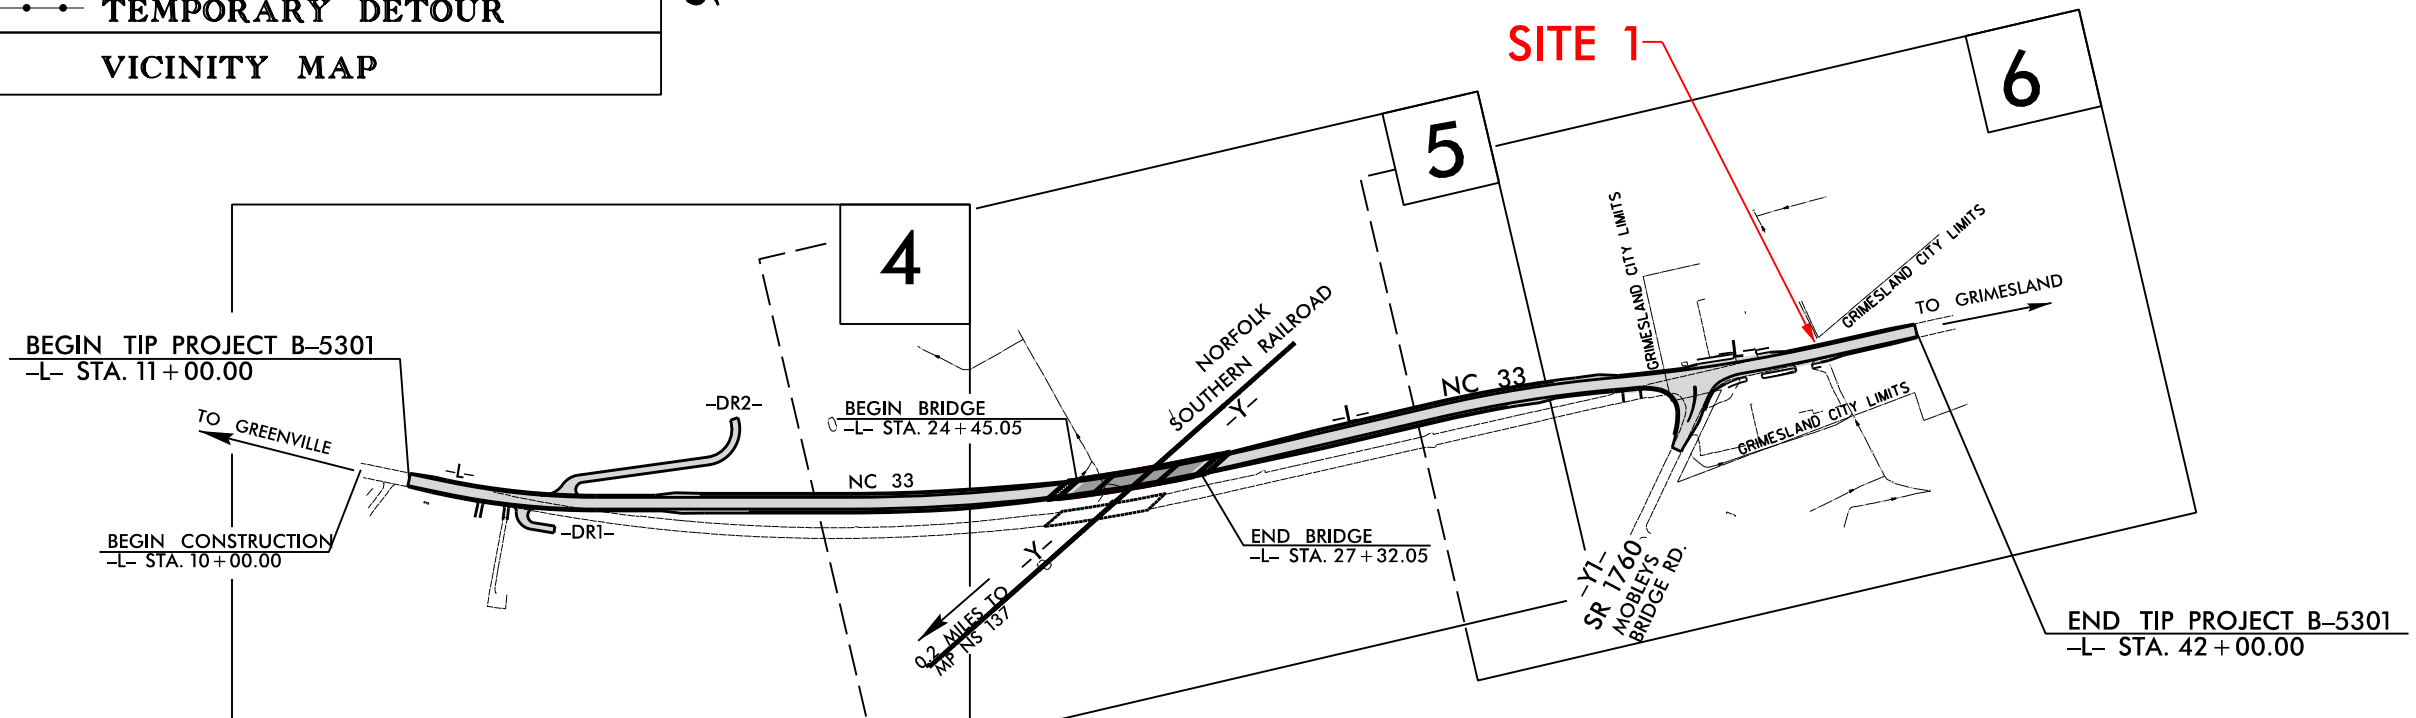 TEMPORARY DETOUR
VICINITY MAP
SITE 1
6
5
4
GRIMESLAND CITY LIMITS
GRIMESLAND CITY LIMITS
TO GRIMESLAND
NORFOLK
SOUTHERN RAILROAD
-Y-
BEGIN TIP PROJECT B-5301
-L- STA. 11+00.00
TO GREENVILLE
-L-
-DR2-
BEGIN BRIDGE
-L- STA. 24+45.05
NC 33
-L-
NC 33
-L-
GRIMESLAND CITY LIMITS
-DR1-
BEGIN CONSTRUCTION
-L- STA. 10+00.00
-Y-
0.2 MILES TO
MP NS 137
END BRIDGE
-L- STA. 27+32.05
-Y1-
SR 1760
MOBLEYS
BRIDGE RD.
END TIP PROJECT B-5301
-L- STA. 42+00.00